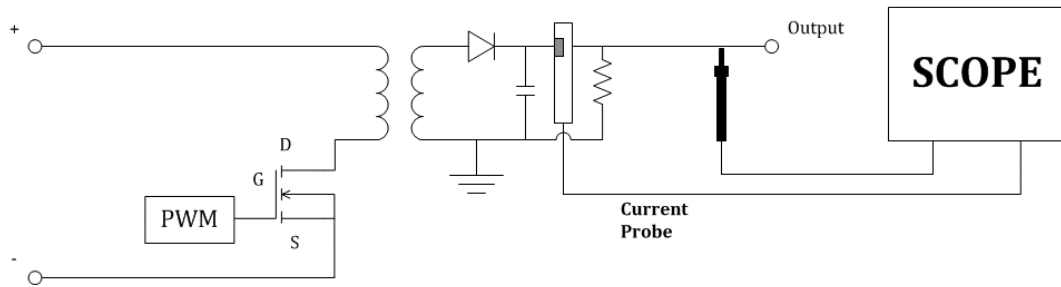 +
Output
SCOPE
D
G
PWM
S
Current
Probe
-